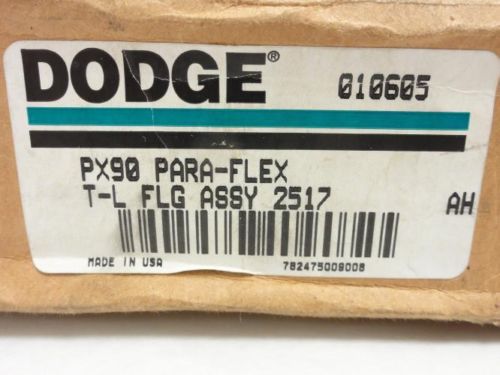 DODGE® 010605
PX90 PARA-FLEX
T-L FLG ASSY 2517 AH
MADE IN USA 782475009008